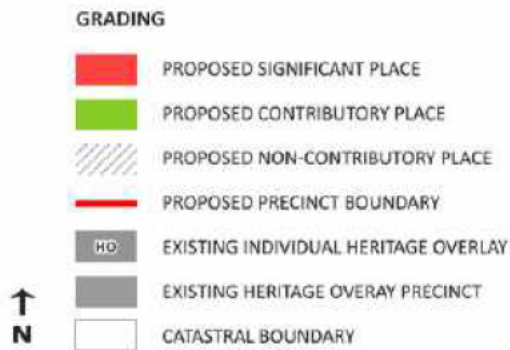 GRADING
PROPOSED SIGNIFICANT PLACE
PROPOSED CONTRIBUTORY PLACE
PROPOSED NON-CONTRIBUTORY PLACE
PROPOSED PRECINCT BOUNDARY
HO EXISTING INDIVIDUAL HERITAGE OVERLAY
EXISTING HERITAGE OVERAY PRECINCT
N CATASTRAL BOUNDARY